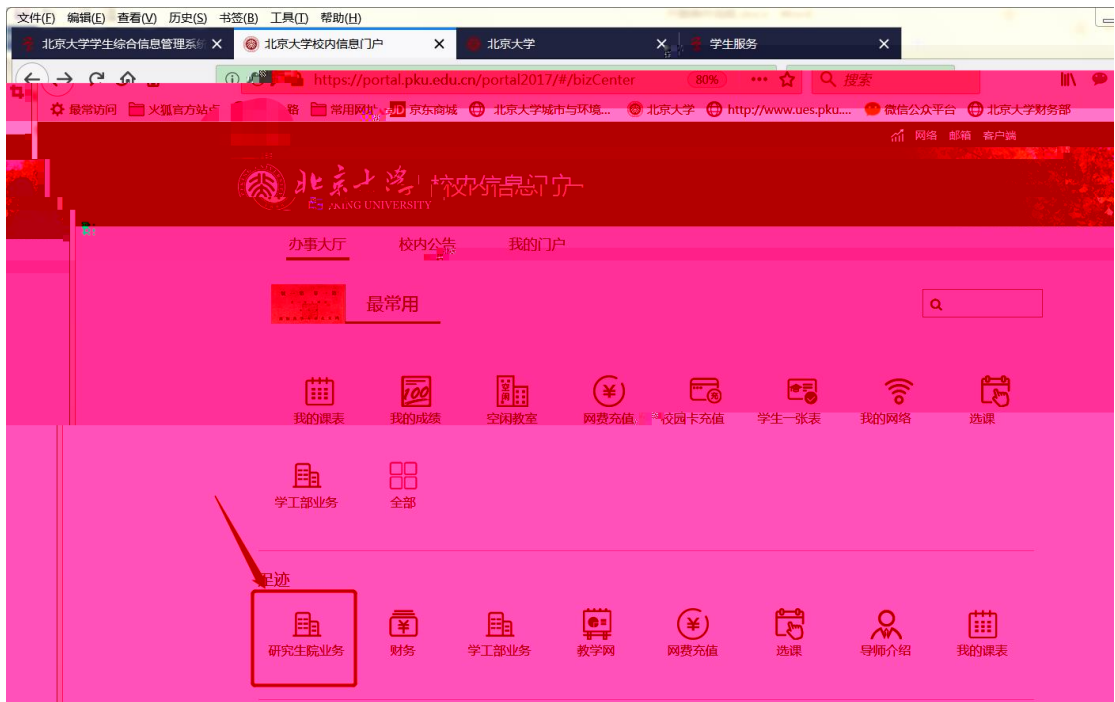 文件(F) 编辑(E) 查看(V) 历史(S) 书签(B) 工具(T) 帮助(H)
北京大学学生综合信息管理系统 北京大学校内信息门户 北京大学 学生服务
https://portal.pku.edu.cn/portal2017/#/bizCenter 80% 搜索
最常访问 火狐官方站点 常用网址 JD 京东商城 北京大学城市与环境... 北京大学 http://www.ues.pku.... 微信公众平台 北京大学财务部
网络 邮箱 客户端
北京大学 校内信息门户
UNIVERSITY
办事大厅 校内公告 我的门户
最常用
我的课表 我的成绩 空闲教室 网费充值 校园卡充值 学生一张表 我的网络 选课
学工部业务 全部
足迹
研究生院业务 财务 学工部业务 教学网 网费充值 选课 导师介绍 我的课表